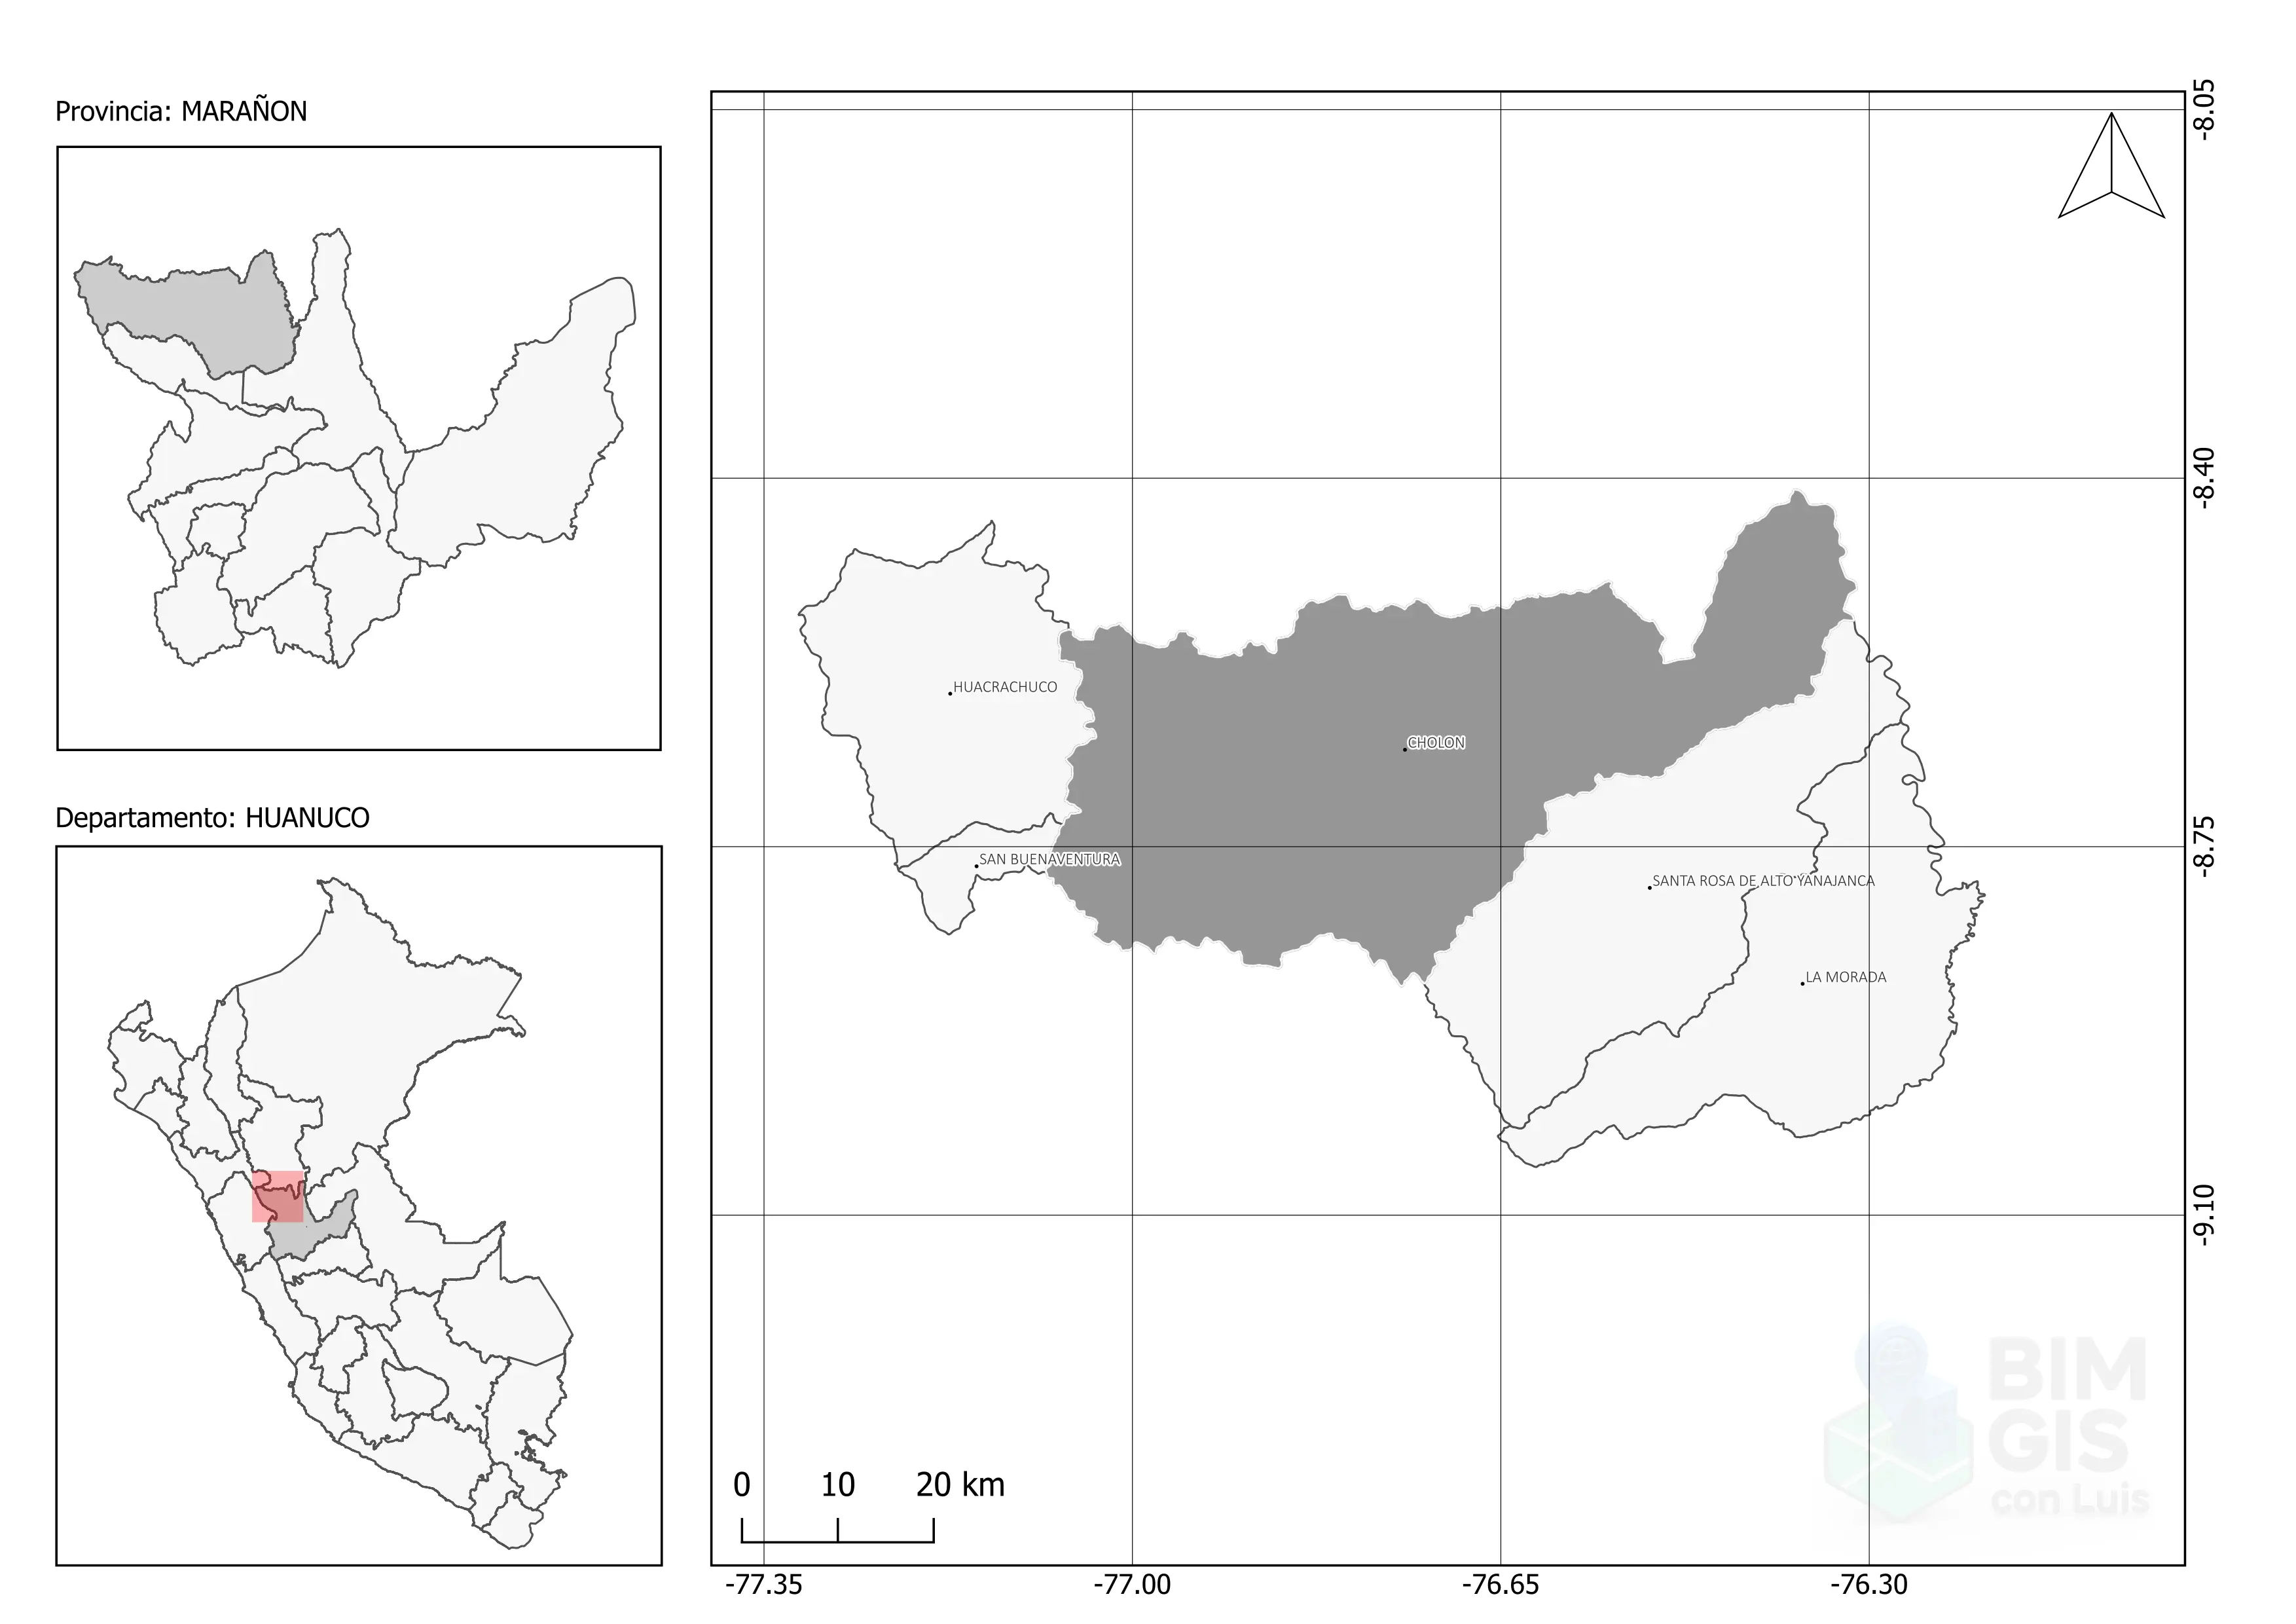 Provincia: MARAÑON
Departamento: HUANUCO
-8.05
-8.40
HUACRACHUCO
CHOLON
-8.75
SAN BUENAVENTURA
SANTA ROSA DE ALTO YANAJANCA
LA MORADA
-9.10
BIM
GIS
con Luis
0 10 20 km
-77.35 -77.00 -76.65 -76.30